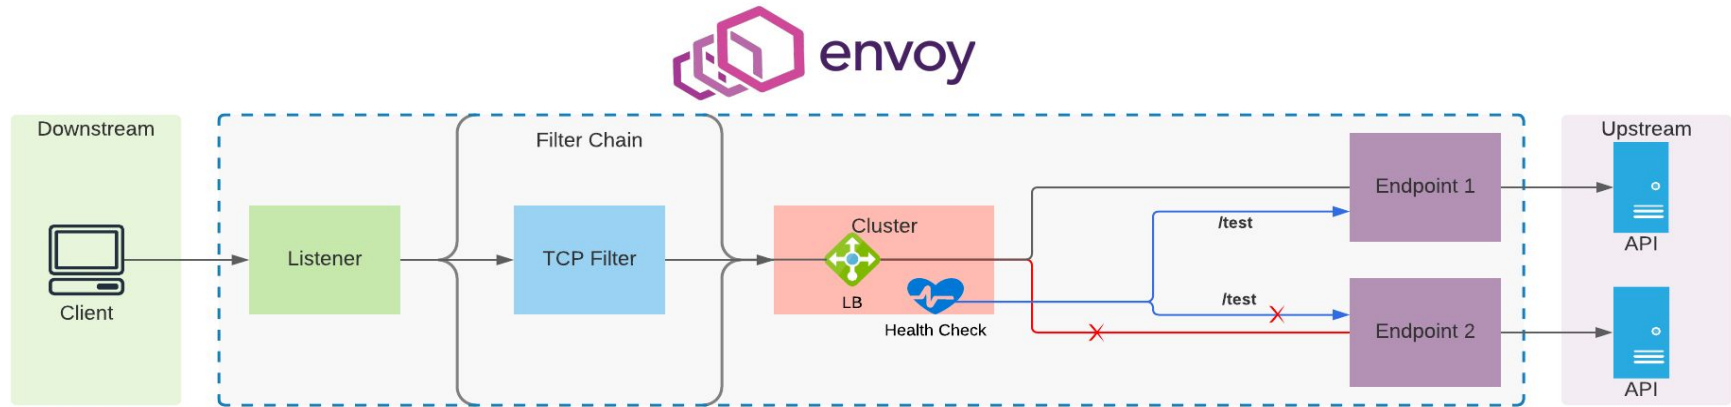 envoy
Downstream
Client
Listener
Filter Chain
TCP Filter
Cluster
LB
Health Check
/test
/test
Endpoint 1
Endpoint 2
Upstream
API
API